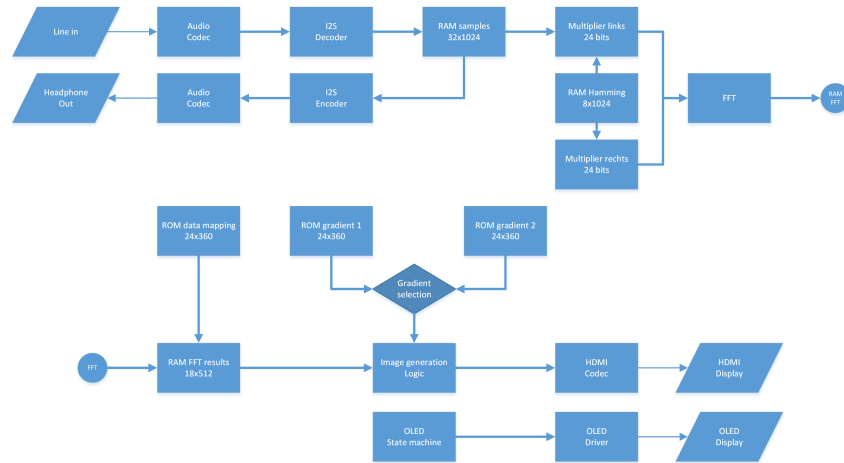 Line in
Audio
Codec
I2S
Decoder
RAM samples
32x1024
Multiplier links
24 bits
Headphone
Out
Audio
Codec
I2S
Encoder
RAM Hamming
8x1024
FFT
RAM
FFT
Multiplier rechts
24 bits
ROM data mapping
24x360
ROM gradient 1
24x360
ROM gradient 2
24x360
Gradient
selection
FFT
RAM FFT results
18x512
Image generation
Logic
HDMI
Codec
HDMI
Display
OLED
State machine
OLED
Driver
OLED
Display